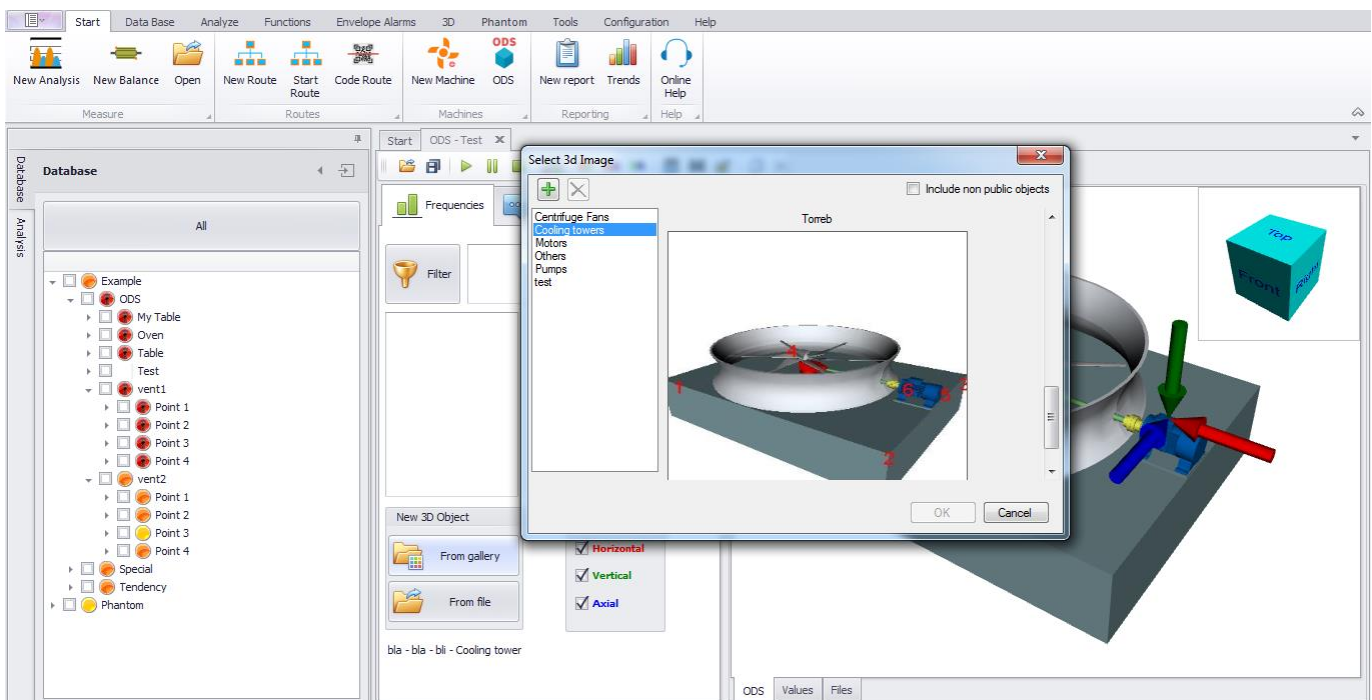 Start Data Base Analyze Functions Envelope Alarms 3D Phantom Tools Configuration Help
ODS
New Analysis New Balance Open New Route Start Route Code Route New Machine ODS New report Trends Online Help
Measure Routes Machines Reporting Help
Database
Analysis
Database
All
Example
ODS
My Table
Oven
Table
Test
vent1
Point 1
Point 2
Point 3
Point 4
vent2
Point 1
Point 2
Point 3
Point 4
Special
Tendency
Phantom
Start ODS - Test
Frequencies
Filter
New 3D Object
From gallery
From file
Horizontal
Vertical
Axial
bla - bla - bli - Cooling tower
Select 3d Image
Include non public objects
Centrifuge Fans
Cooling towers
Motors
Others
Pumps
test
Torreb
4
1
6
5
2
OK Cancel
Top
Front Right
ODS Values Files